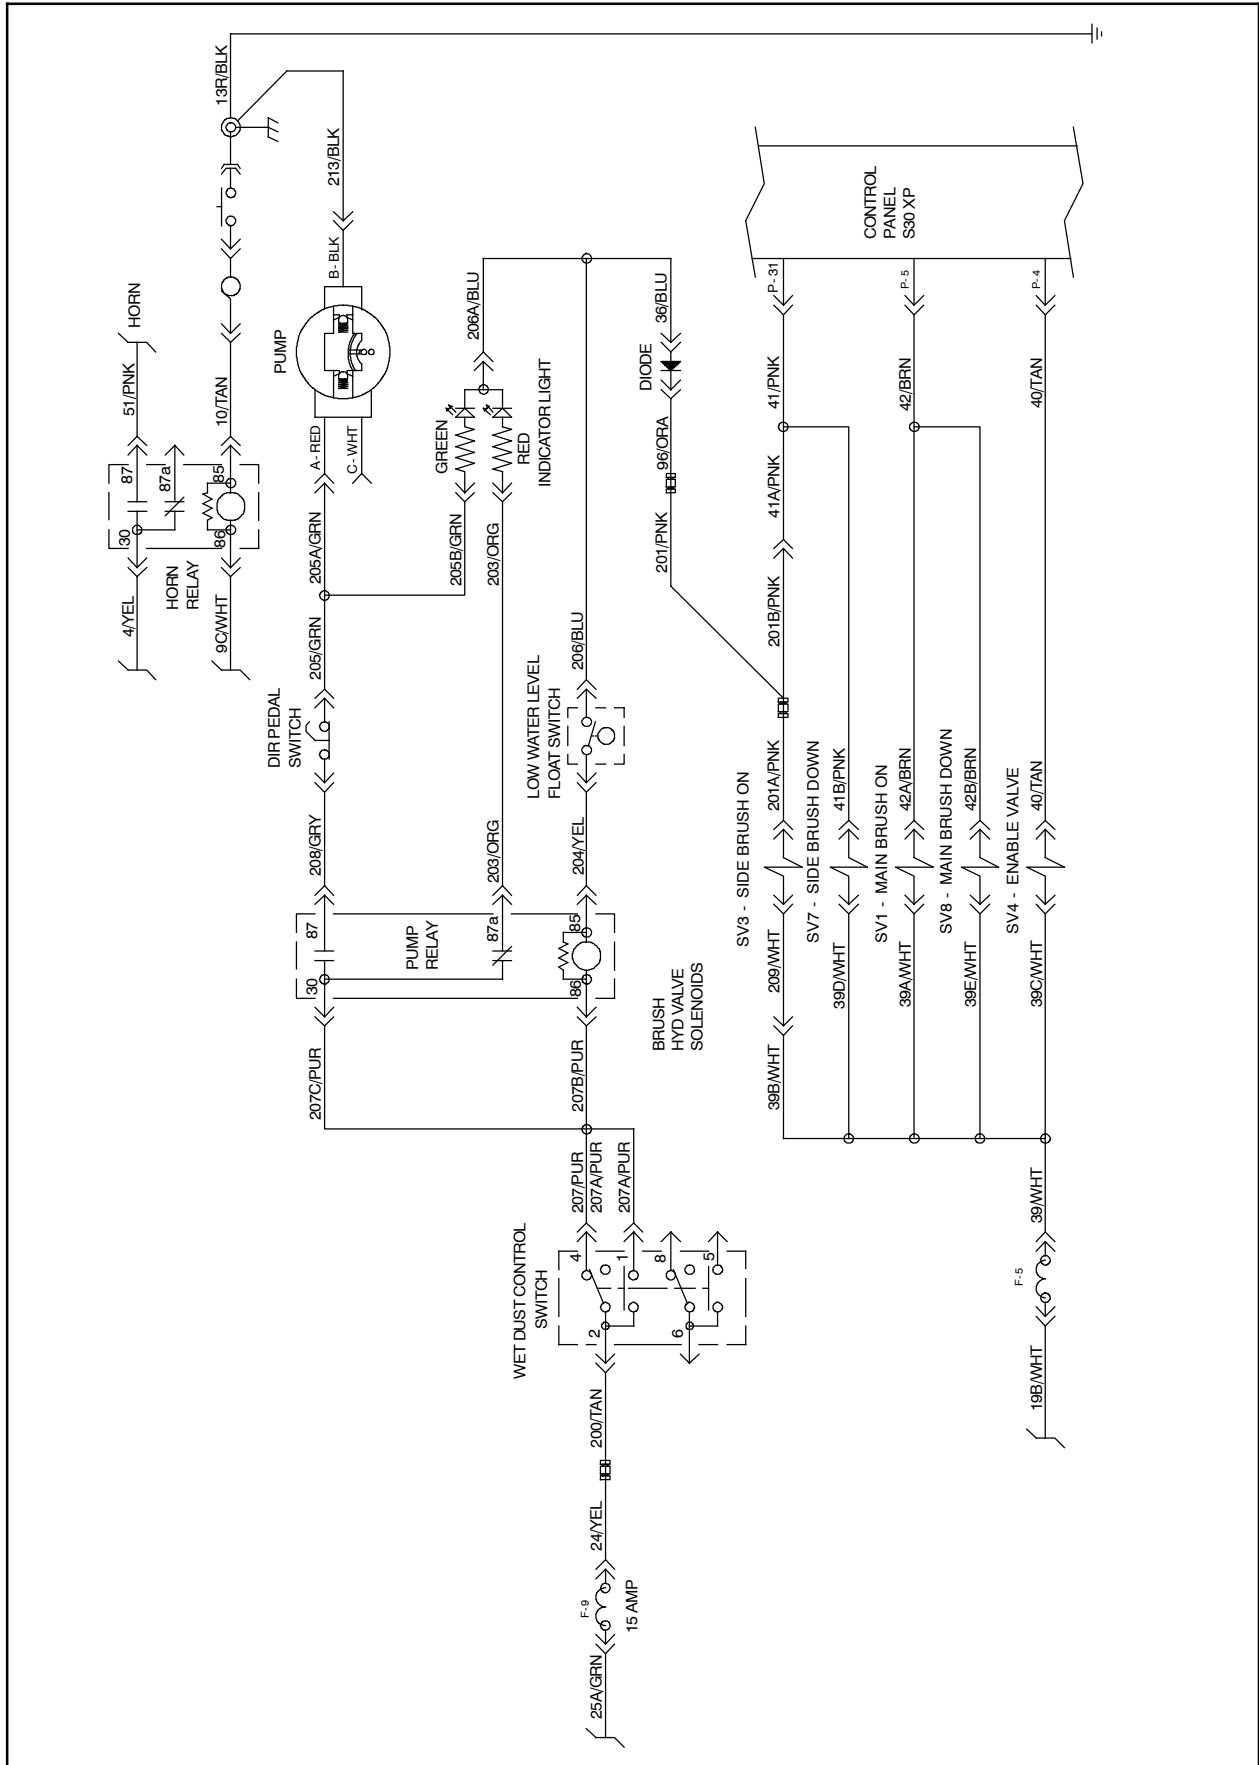 13R/BLK
213/BLK
B- BLK
HORN
51/PNK
10/TAN
PUMP
87
87a
85
30
86
HORN
RELAY
4/YEL
9C/WHT
A- RED
C- WHT
205A/GRN
205/GRN
DIR PEDAL
SWITCH
208/GRY
206A/BLU
GREEN
RED
INDICATOR LIGHT
205B/GRN
203/ORG
206/BLU
LOW WATER LEVEL
FLOAT SWITCH
203/ORG
204/YEL
36/BLU
DIODE
96/ORA
201/PNK
CONTROL
PANEL
S30 XP
P- 31
P- 5
P- 4
41/PNK
42/BRN
40/TAN
41A/PNK
201B/PNK
87
PUMP
RELAY
87a
85
30
86
207C/PUR
207B/PUR
BRUSH
HYD VALVE
SOLENOIDS
SV3 - SIDE BRUSH ON
201A/PNK
SV7 - SIDE BRUSH DOWN
41B/PNK
SV1 - MAIN BRUSH ON
42A/BRN
SV8 - MAIN BRUSH DOWN
42B/BRN
SV4 - ENABLE VALVE
40/TAN
209/WHT
39B/WHT
39D/WHT
39A/WHT
39E/WHT
39C/WHT
207/PUR
207A/PUR
207A/PUR
WET DUST CONTROL
SWITCH
4
1
8
5
2
6
200/TAN
24/YEL
F- 9
15 AMP
25A/GRN
39/WHT
F- 5
19B/WHT